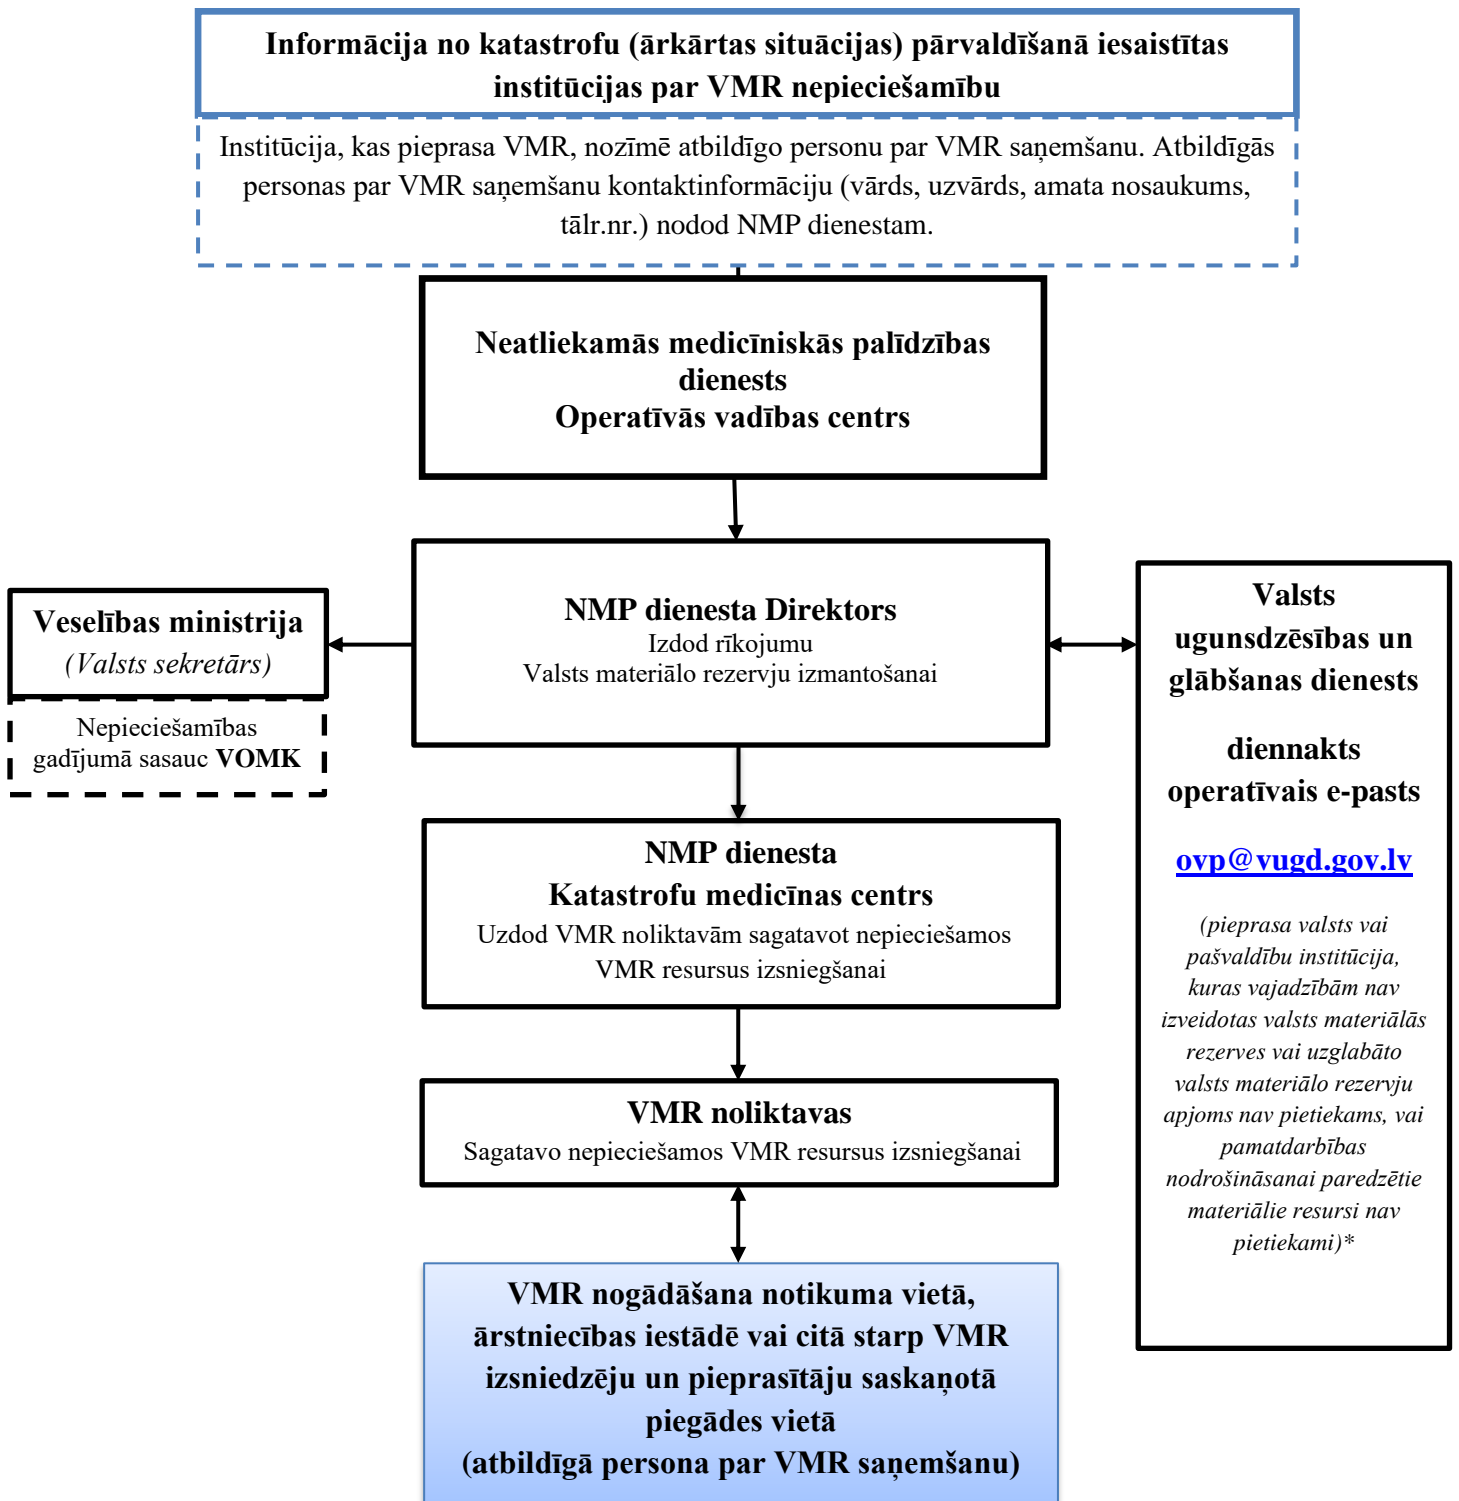 Informācija no katastrofu (ārkārtas situācijas) pārvaldīšanā iesaistītas
institūcijas par VMR nepieciešamību
Institūcija, kas pieprasa VMR, nozīmē atbildīgo personu par VMR saņemšanu. Atbildīgās
personas par VMR saņemšanu kontaktinformāciju (vārds, uzvārds, amata nosaukums,
tālr.nr.) nodod NMP dienestam.
Neatliekamās medicīniskās palīdzības
dienests
Operatīvās vadības centrs
NMP dienesta Direktors
Izdod rīkojumu
Valsts materiālo rezervju izmantošanai
Veselības ministrija
(Valsts sekretārs)
Nepieciešamības
gadījumā sasauc VOMK
Valsts
ugunsdzēsības un
glābšanas dienests
diennakts
operatīvais e-pasts
ovp@vugd.gov.lv
(pieprasa valsts vai
pašvaldību institūcija,
kuras vajadzībām nav
izveidotas valsts materiālās
rezerves vai uzglabāto
valsts materiālo rezervju
apjoms nav pietiekams, vai
pamatdarbības
nodrošināsanai paredzētie
materiālie resursi nav
pietiekami)*
NMP dienesta
Katastrofu medicīnas centrs
Uzdod VMR noliktavām sagatavot nepieciešamos
VMR resursus izsniegšanai
VMR noliktavas
Sagatavo nepieciešamos VMR resursus izsniegšanai
VMR nogādāšana notikuma vietā,
ārstniecības iestādē vai citā starp VMR
izsniedzēju un pieprasītāju saskaņotā
piegādes vietā
(atbildīgā persona par VMR saņemšanu)